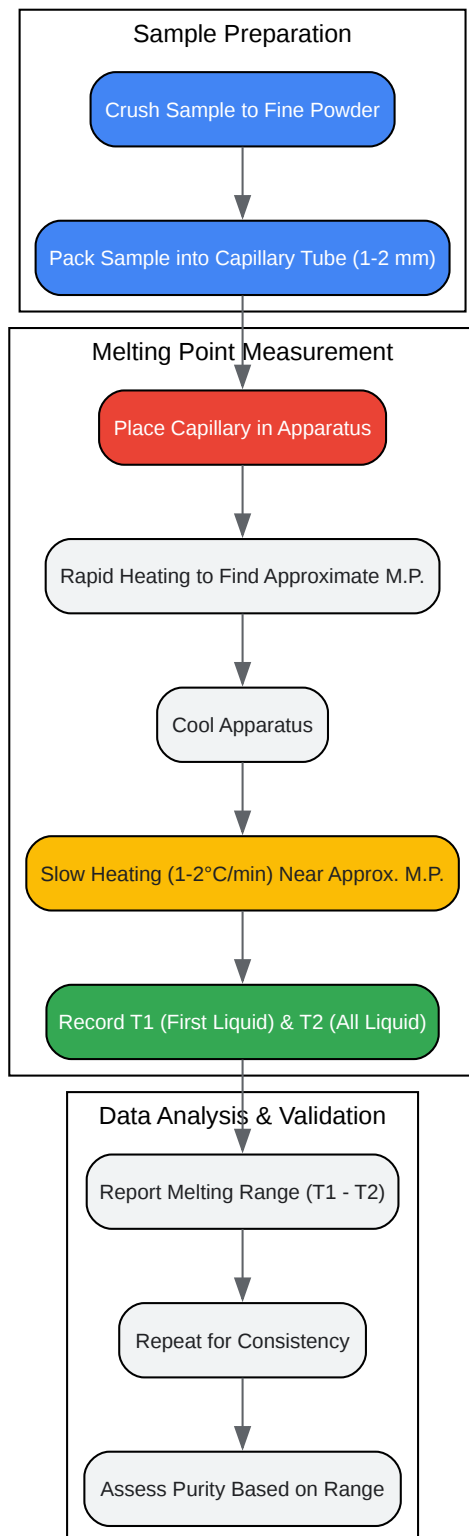 Sample Preparation
Crush Sample to Fine Powder
Pack Sample into Capillary Tube (1-2 mm)
Melting Point Measurement
Place Capillary in Apparatus
Rapid Heating to Find Approximate M.P.
Cool Apparatus
Slow Heating (1-2°C/min) Near Approx. M.P.
Record T1 (First Liquid) & T2 (All Liquid)
Data Analysis & Validation
Report Melting Range (T1 - T2)
Repeat for Consistency
Assess Purity Based on Range